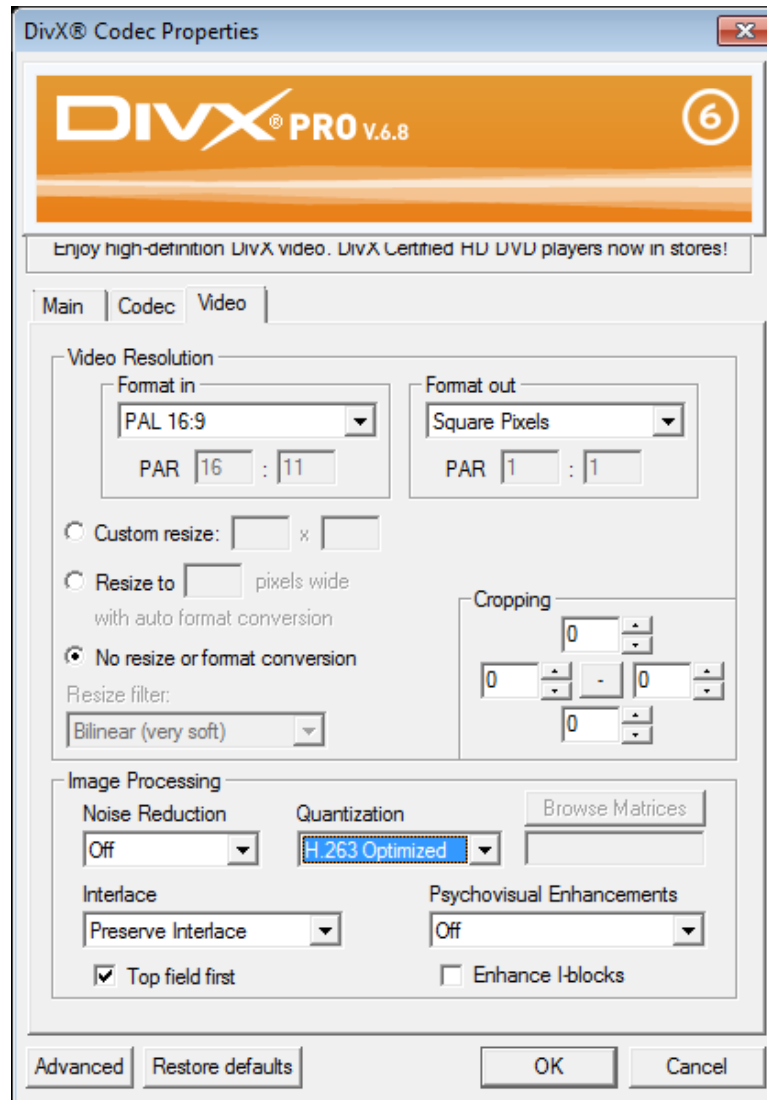 DivX® Codec Properties
DIVX® PRO V.6.8
6
Enjoy high-definition DivX video. DivX Certified HD DVD players now in stores!
Main Codec Video
Video Resolution
Format in Format out
PAL 16:9 Square Pixels
PAR 16 : 11 PAR 1 : 1
Custom resize: x
Resize to pixels wide
with auto format conversion
Cropping
0
No resize or format conversion
0 - 0
Resize filter:
Bilinear (very soft)
0
Image Processing
Noise Reduction Quantization Browse Matrices
Off H.263 Optimized
Interlace Psychovisual Enhancements
Preserve Interlace Off
Top field first Enhance I-blocks
Advanced Restore defaults OK Cancel